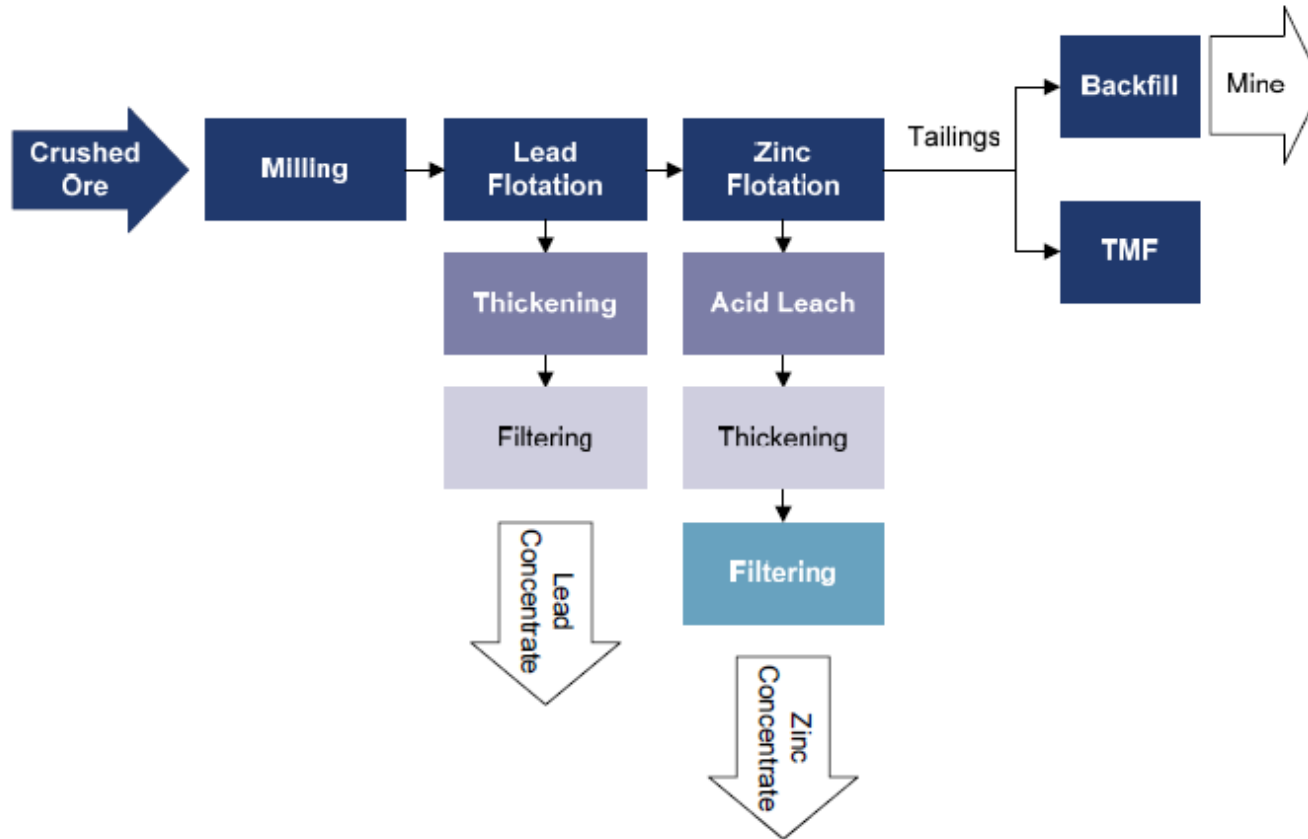 Crushed
Ore
Milling
Lead
Flotation
Zinc
Flotation
Tailings
Backfill
Mine
TMF
Thickening
Acid Leach
Filtering
Thickening
Filtering
Lead
Concentrate
Zinc
Concentrate